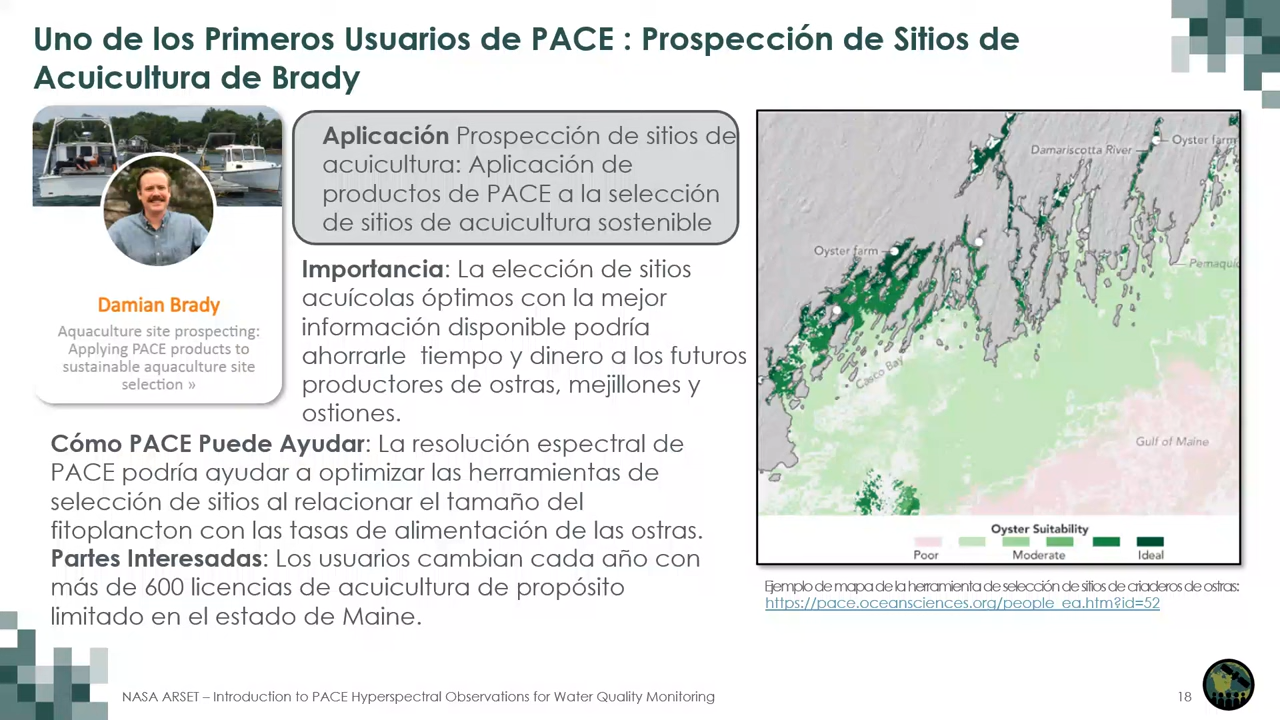 Uno de los Primeros Usuarios de PACE : Prospección de Sitios de
Acuicultura de Brady
Damian Brady
Aquaculture site prospecting:
Applying PACE products to
sustainable aquaculture site
selection »
Aplicación Prospección de sitios de
acuicultura: Aplicación de
productos de PACE a la selección
de sitios de acuicultura sostenible
Importancia: La elección de sitios
acuícolas óptimos con la mejor
información disponible podría
ahorrarle  tiempo y dinero a los futuros
productores de ostras, mejillones y
ostiones.
Cómo PACE Puede Ayudar: La resolución espectral de
PACE podría ayudar a optimizar las herramientas de
selección de sitios al relacionar el tamaño del
fitoplancton con las tasas de alimentación de las ostras.
Partes Interesadas: Los usuarios cambian cada año con
más de 600 licencias de acuicultura de propósito
limitado en el estado de Maine.
Oyster farm
Damariscotta River
Oyster farm
Pemaquid
Casco Bay
Gulf of Maine
Oyster Suitability
Poor Moderate Ideal
Ejemplo de mapa de la herramienta de selección de sitios de criaderos de ostras:
https://pace.oceansciences.org/people_ea.htm?id=52
NASA ARSET – Introduction to PACE Hyperspectral Observations for Water Quality Monitoring
18